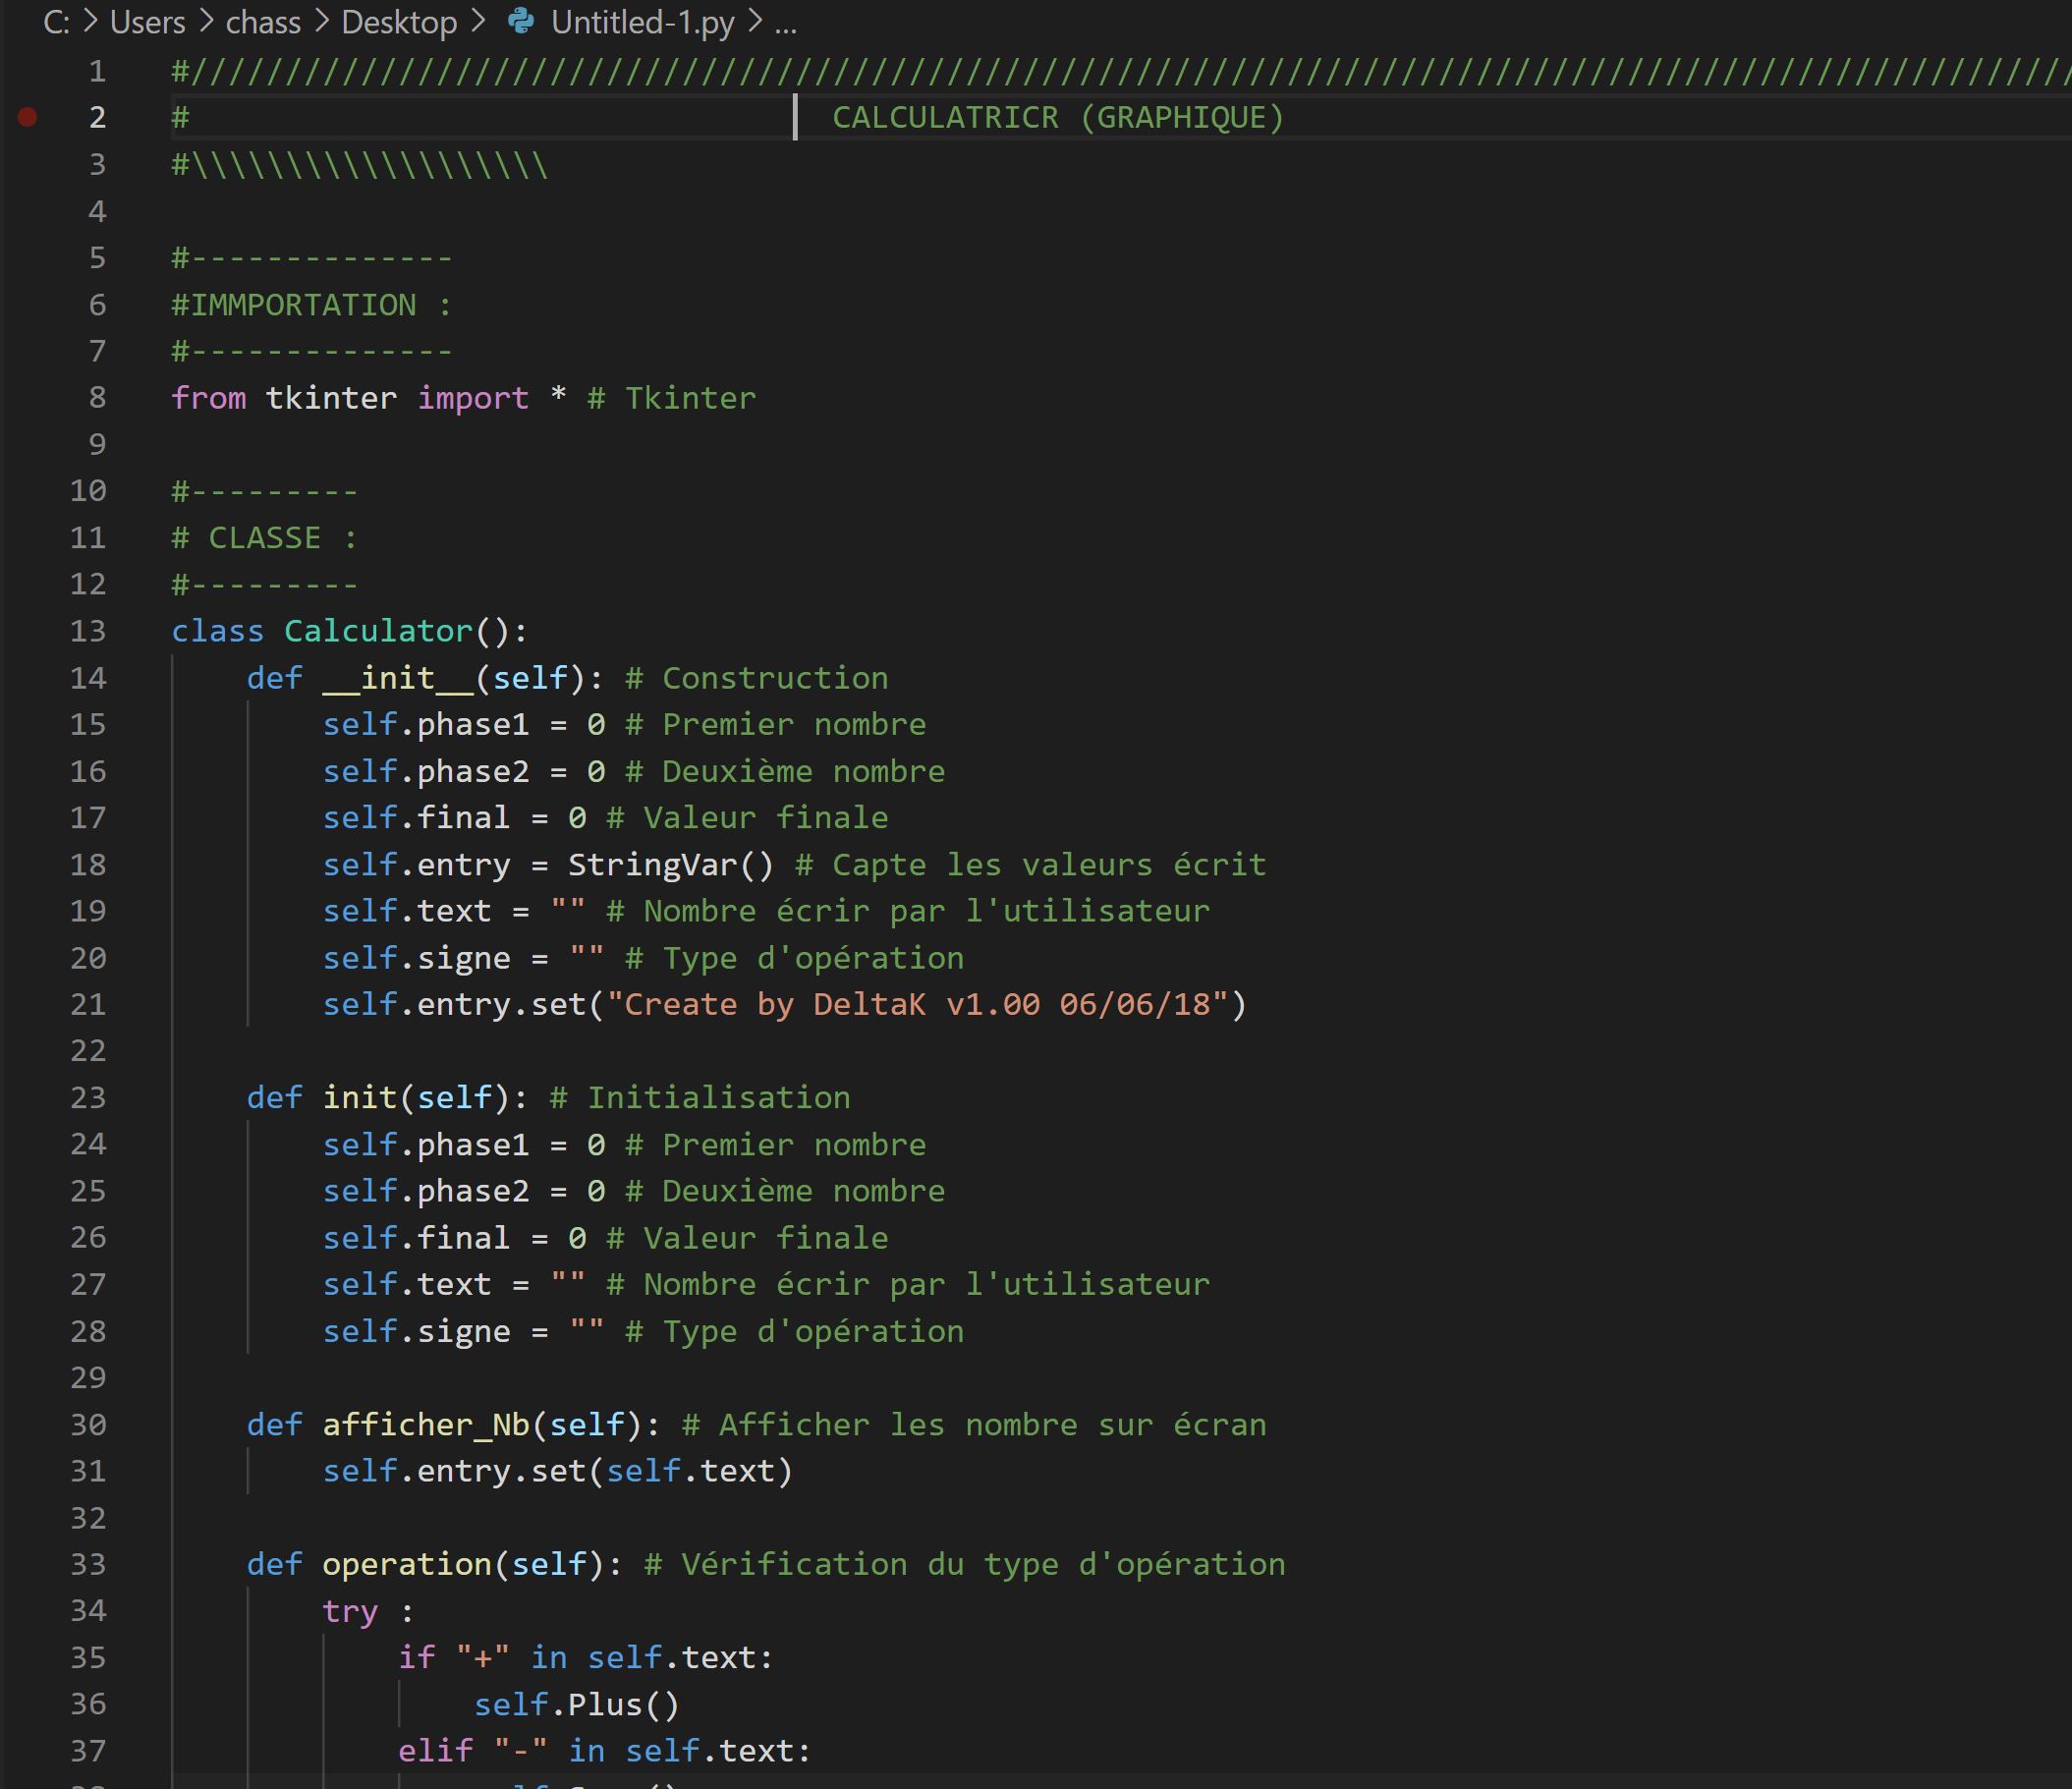 C: > Users > chass > Desktop > Untitled-1.py > ...
1 #////////////////////////////////////////////////////////////////////////////////////////////////////
2 # CALCULATRICR (GRAPHIQUE)
3 #\\\\\\\\\\\\\\\\\\\
4
5 #--------------
6 #IMMPORTATION :
7 #--------------
8 from tkinter import * # Tkinter
9
10 #---------
11 # CLASSE :
12 #---------
13 class Calculator():
14 def __init__(self): # Construction
15 self.phase1 = 0 # Premier nombre
16 self.phase2 = 0 # Deuxième nombre
17 self.final = 0 # Valeur finale
18 self.entry = StringVar() # Capte les valeurs écrit
19 self.text = "" # Nombre écrir par l'utilisateur
20 self.signe = "" # Type d'opération
21 self.entry.set("Create by DeltaK v1.00 06/06/18")
22
23 def init(self): # Initialisation
24 self.phase1 = 0 # Premier nombre
25 self.phase2 = 0 # Deuxième nombre
26 self.final = 0 # Valeur finale
27 self.text = "" # Nombre écrir par l'utilisateur
28 self.signe = "" # Type d'opération
29
30 def afficher_Nb(self): # Afficher les nombre sur écran
31 self.entry.set(self.text)
32
33 def operation(self): # Vérification du type d'opération
34 try :
35 if "+" in self.text:
36 self.Plus()
37 elif "-" in self.text: